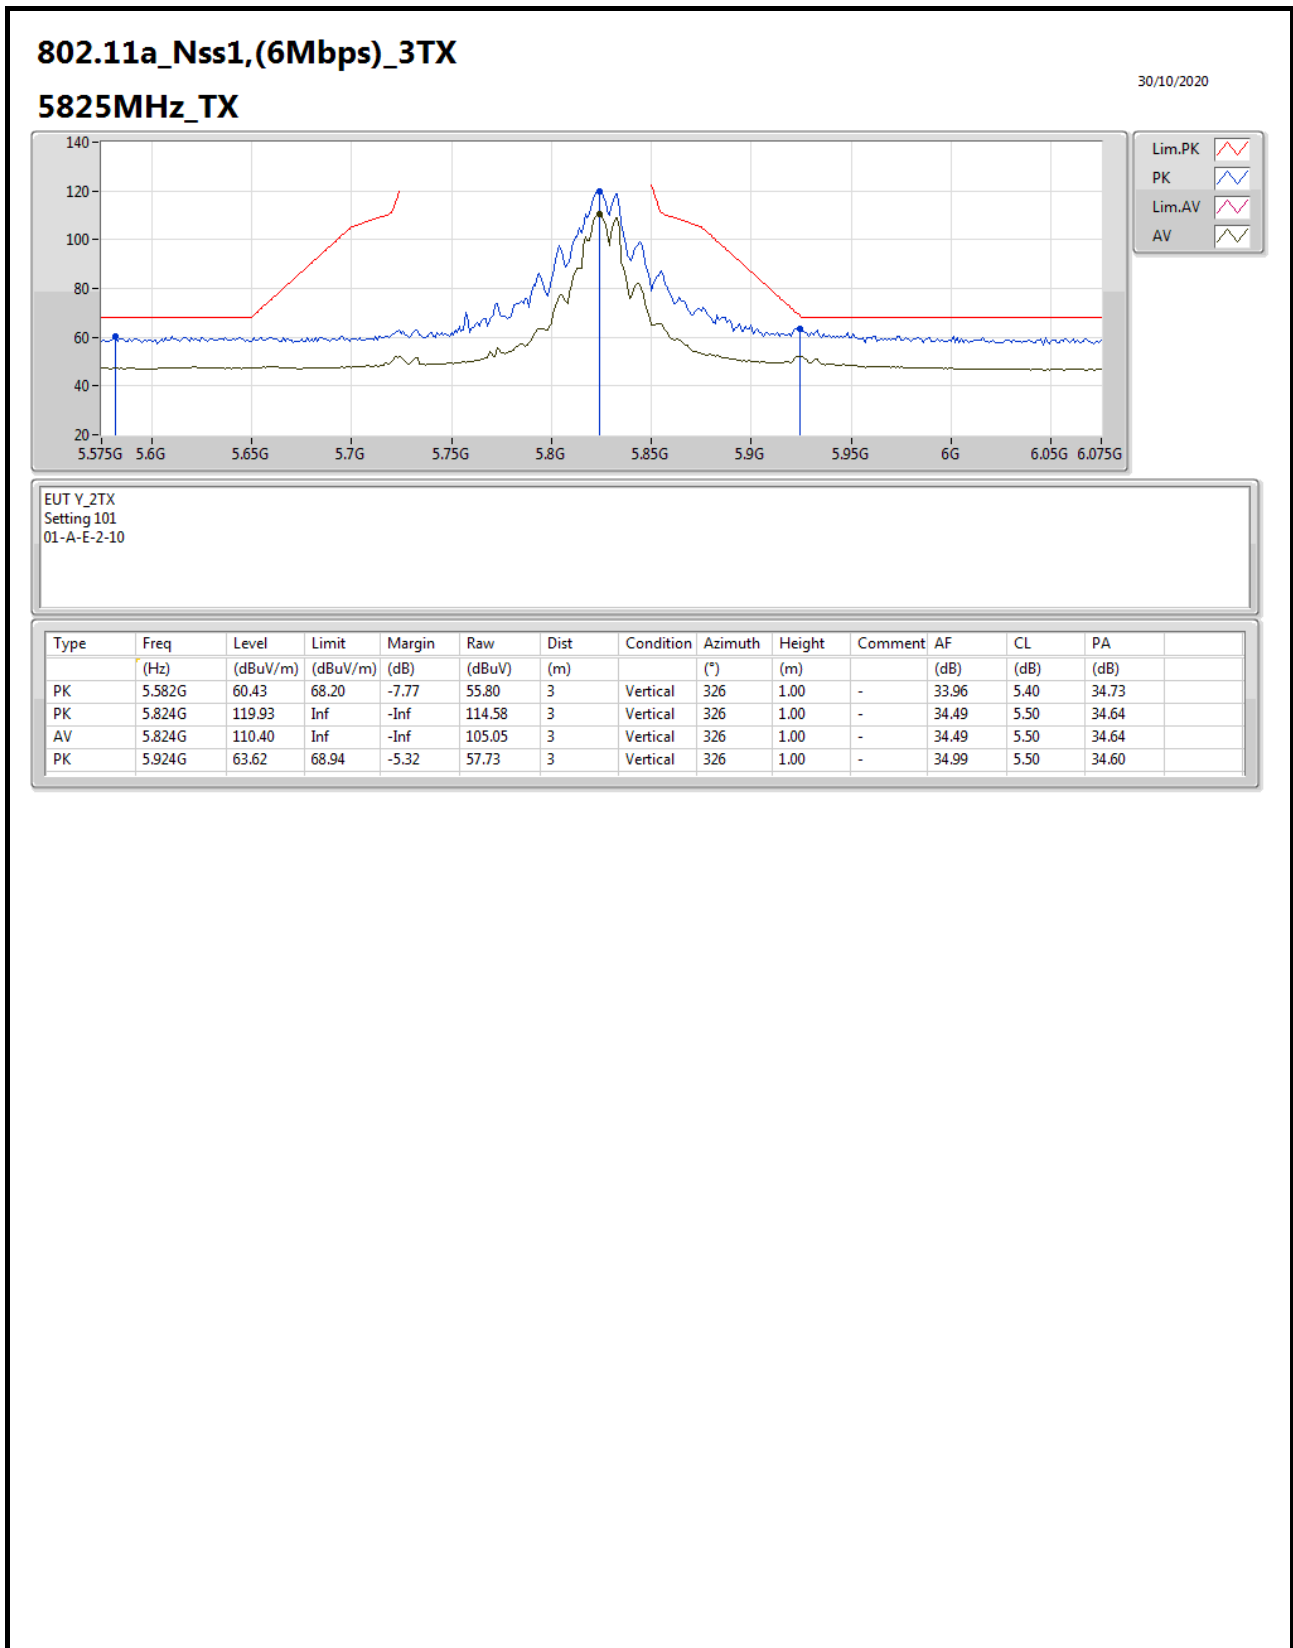 802.11a_Nss1,(6Mbps)_3TX
30/10/2020
5825MHz_TX
140
120
100
80
60
40
20
5.575G 5.6G 5.65G 5.7G 5.75G 5.8G 5.85G 5.9G 5.95G 6G 6.05G 6.075G
Lim.PK
PK
Lim.AV
AV
EUT Y_2TX
Setting 101
01-A-E-2-10
Type Freq Level Limit Margin Raw Dist Condition Azimuth Height Comment AF CL PA
(Hz) (dBuV/m) (dBuV/m) (dB) (dBuV) (m) (°) (m) (dB) (dB) (dB)
PK 5.582G 60.43 68.20 -7.77 55.80 3 Vertical 326 1.00 - 33.96 5.40 34.73
PK 5.824G 119.93 Inf -Inf 114.58 3 Vertical 326 1.00 - 34.49 5.50 34.64
AV 5.824G 110.40 Inf -Inf 105.05 3 Vertical 326 1.00 - 34.49 5.50 34.64
PK 5.924G 63.62 68.94 -5.32 57.73 3 Vertical 326 1.00 - 34.99 5.50 34.60